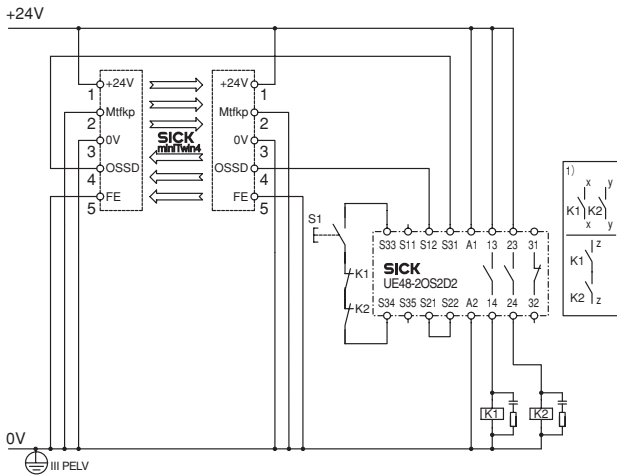 +24V
+24V
1
Mtfkp
2
0V
3
OSSD
4
FE
5
SICK
miniTwin4
+24V
1
Mtfkp
2
0V
3
OSSD
4
FE
5
S1
K1
K2
S33 S11 S12 S31 A1 13 23 31
SICK
UE48-2OS2D2
S34 S35 S21 S22 A2 14 24 32
K1
K2
1)
x y
K1 K2
x y
z
K1
K2 z
0V
III PELV